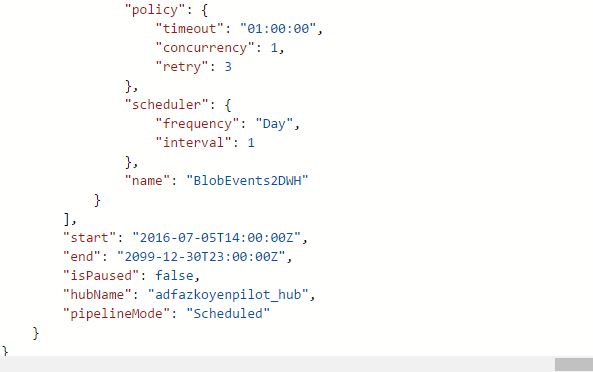 "policy": {
"timeout": "01:00:00",
"concurrency": 1,
"retry": 3
},
"scheduler": {
"frequency": "Day",
"interval": 1
},
"name": "BlobEvents2DWH"
}
],
"start": "2016-07-05T14:00:00Z",
"end": "2099-12-30T23:00:00Z",
"isPaused": false,
"hubName": "adfazkoyenpilot_hub",
"pipelineMode": "Scheduled"
}
}